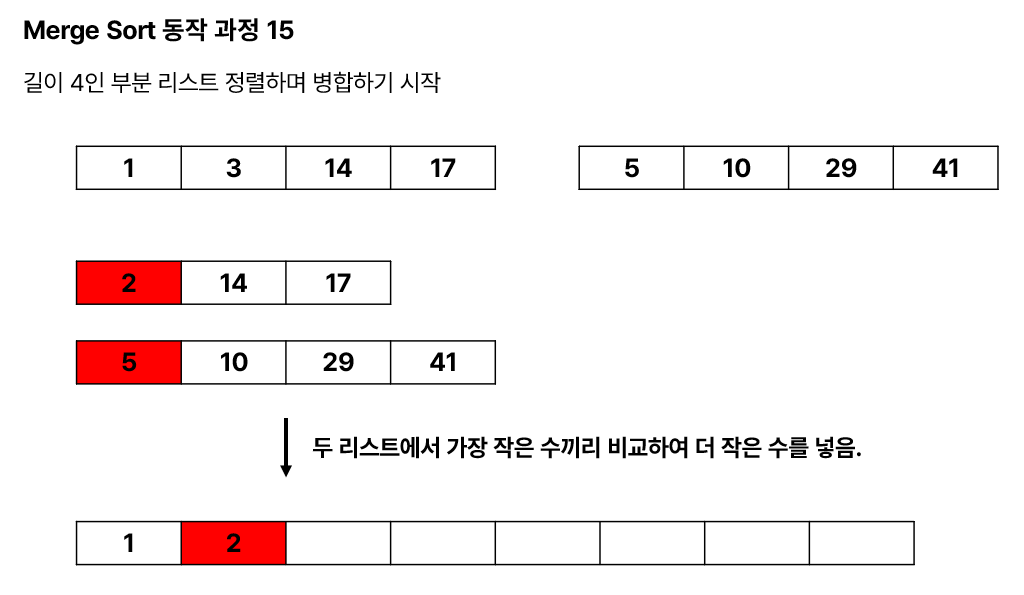 Merge Sort 동작 과정 15
길이 4인 부분 리스트 정렬하며 병합하기 시작
1 3 14 17 5 10 29 41
2 14 17
5 10 29 41
두 리스트에서 가장 작은 수끼리 비교하여 더 작은 수를 넣음.
1 2